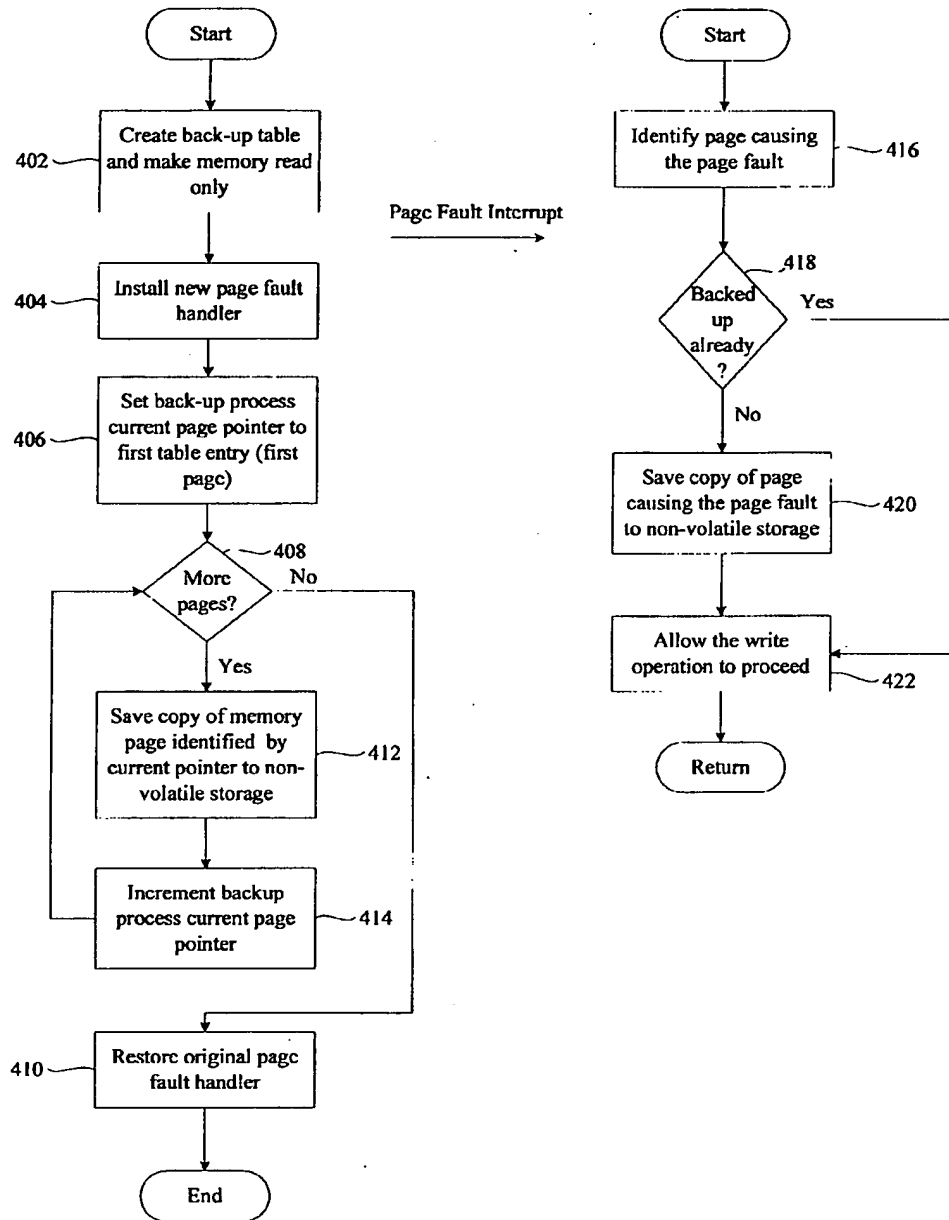 Start
402
Create back-up table
and make memory read
only
404
Install new page fault
handler
406
Set back-up process
current page pointer to
first table entry (first
page)
408
More
pages?
No
Yes
Save copy of memory
page identified by
current pointer to non-
volatile storage
412
Increment backup
process current page
pointer
414
410
Restore original page
fault handler
End
Page Fault Interrupt
Start
Identify page causing
the page fault
416
418
Backed
up
already
?
Yes
No
Save copy of page
causing the page fault
to non-volatile storage
420
Allow the write
operation to proceed
422
Return